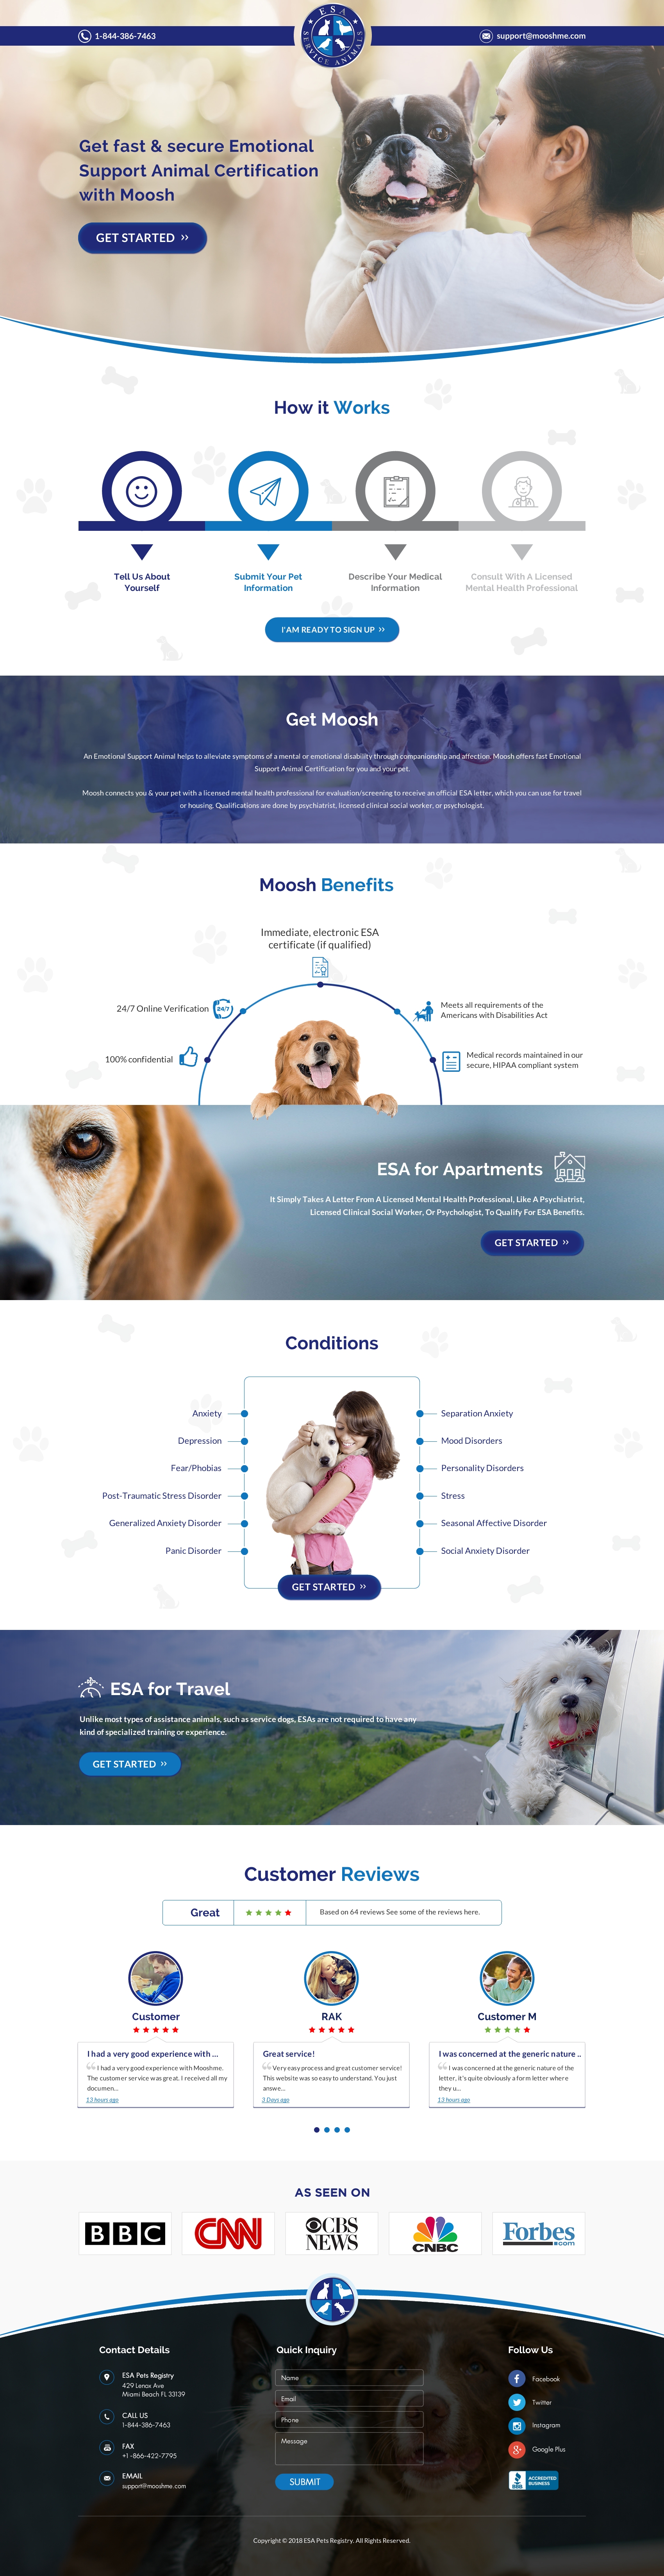 1-844-386-7463
ESA
SERVICE ANIMALS
support@mooshme.com
Get fast & secure Emotional
Support Animal Certification
with Moosh
GET STARTED »
How it Works
Tell Us About
Yourself
Submit Your Pet
Information
Describe Your Medical
Information
Consult With A Licensed
Mental Health Professional
I'AM READY TO SIGN UP »
Get Moosh
An Emotional Support Animal helps to alleviate symptoms of a mental or emotional disability through companionship and affection. Moosh offers fast Emotional
Support Animal Certification for you and your pet.
Moosh connects you & your pet with a licensed mental health professional for evaluation/screening to receive an official ESA letter, which you can use for travel
or housing. Qualifications are done by psychiatrist, licensed clinical social worker, or psychologist.
Moosh Benefits
Immediate, electronic ESA
certificate (if qualified)
24/7 Online Verification
24/7
Meets all requirements of the
Americans with Disabilities Act
100% confidential
Medical records maintained in our
secure, HIPAA compliant system
ESA for Apartments
It Simply Takes A Letter From A Licensed Mental Health Professional, Like A Psychiatrist,
Licensed Clinical Social Worker, Or Psychologist, To Qualify For ESA Benefits.
GET STARTED »
Conditions
Anxiety
Depression
Fear/Phobias
Post-Traumatic Stress Disorder
Generalized Anxiety Disorder
Panic Disorder
Separation Anxiety
Mood Disorders
Personality Disorders
Stress
Seasonal Affective Disorder
Social Anxiety Disorder
GET STARTED »
ESA for Travel
Unlike most types of assistance animals, such as service dogs, ESAs are not required to have any
kind of specialized training or experience.
GET STARTED »
Customer Reviews
Great
Based on 64 reviews See some of the reviews here.
Customer
I had a very good experience with ...
I had a very good experience with Mooshme.
The customer service was great. I received all my
documen...
13 hours ago
RAK
Great service!
Very easy process and great customer service!
This website was so easy to understand. You just
answe...
3 Days ago
Customer M
I was concerned at the generic nature ..
I was concerned at the generic nature of the
letter, it's quite obviously a form letter where
they u...
13 hours ago
AS SEEN ON
BBC
CNN
CBS
NEWS
CNBC
Forbes
.com
Contact Details
ESA Pets Registry
429 Lenox Ave
Miami Beach FL 33139
CALL US
1-844-386-7463
FAX
+1 -866-422-7795
EMAIL
support@mooshme.com
Quick Inquiry
Name
Email
Phone
Message
SUBMIT
Follow Us
Facebook
Twitter
Instagram
Google Plus
BBB
ACCREDITED
BUSINESS
Copyright © 2018 ESA Pets Registry. All Rights Reserved.